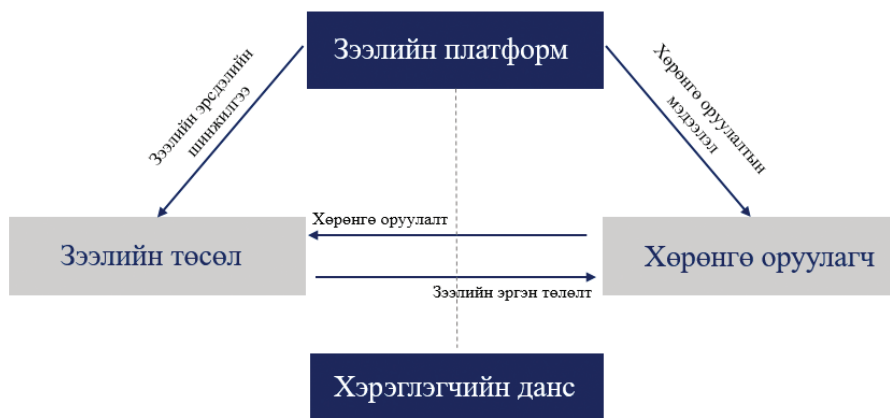 Зээлийн платформ
Зээлийн эрсдэлийн
шинжилгээ
Хөрөнгө оруулалтын
мэдээлэл
Хөрөнгө оруулалт
Зээлийн төсөл
Хөрөнгө оруулагч
Зээлийн эргэн төлөлт
Хэрэглэгчийн данс